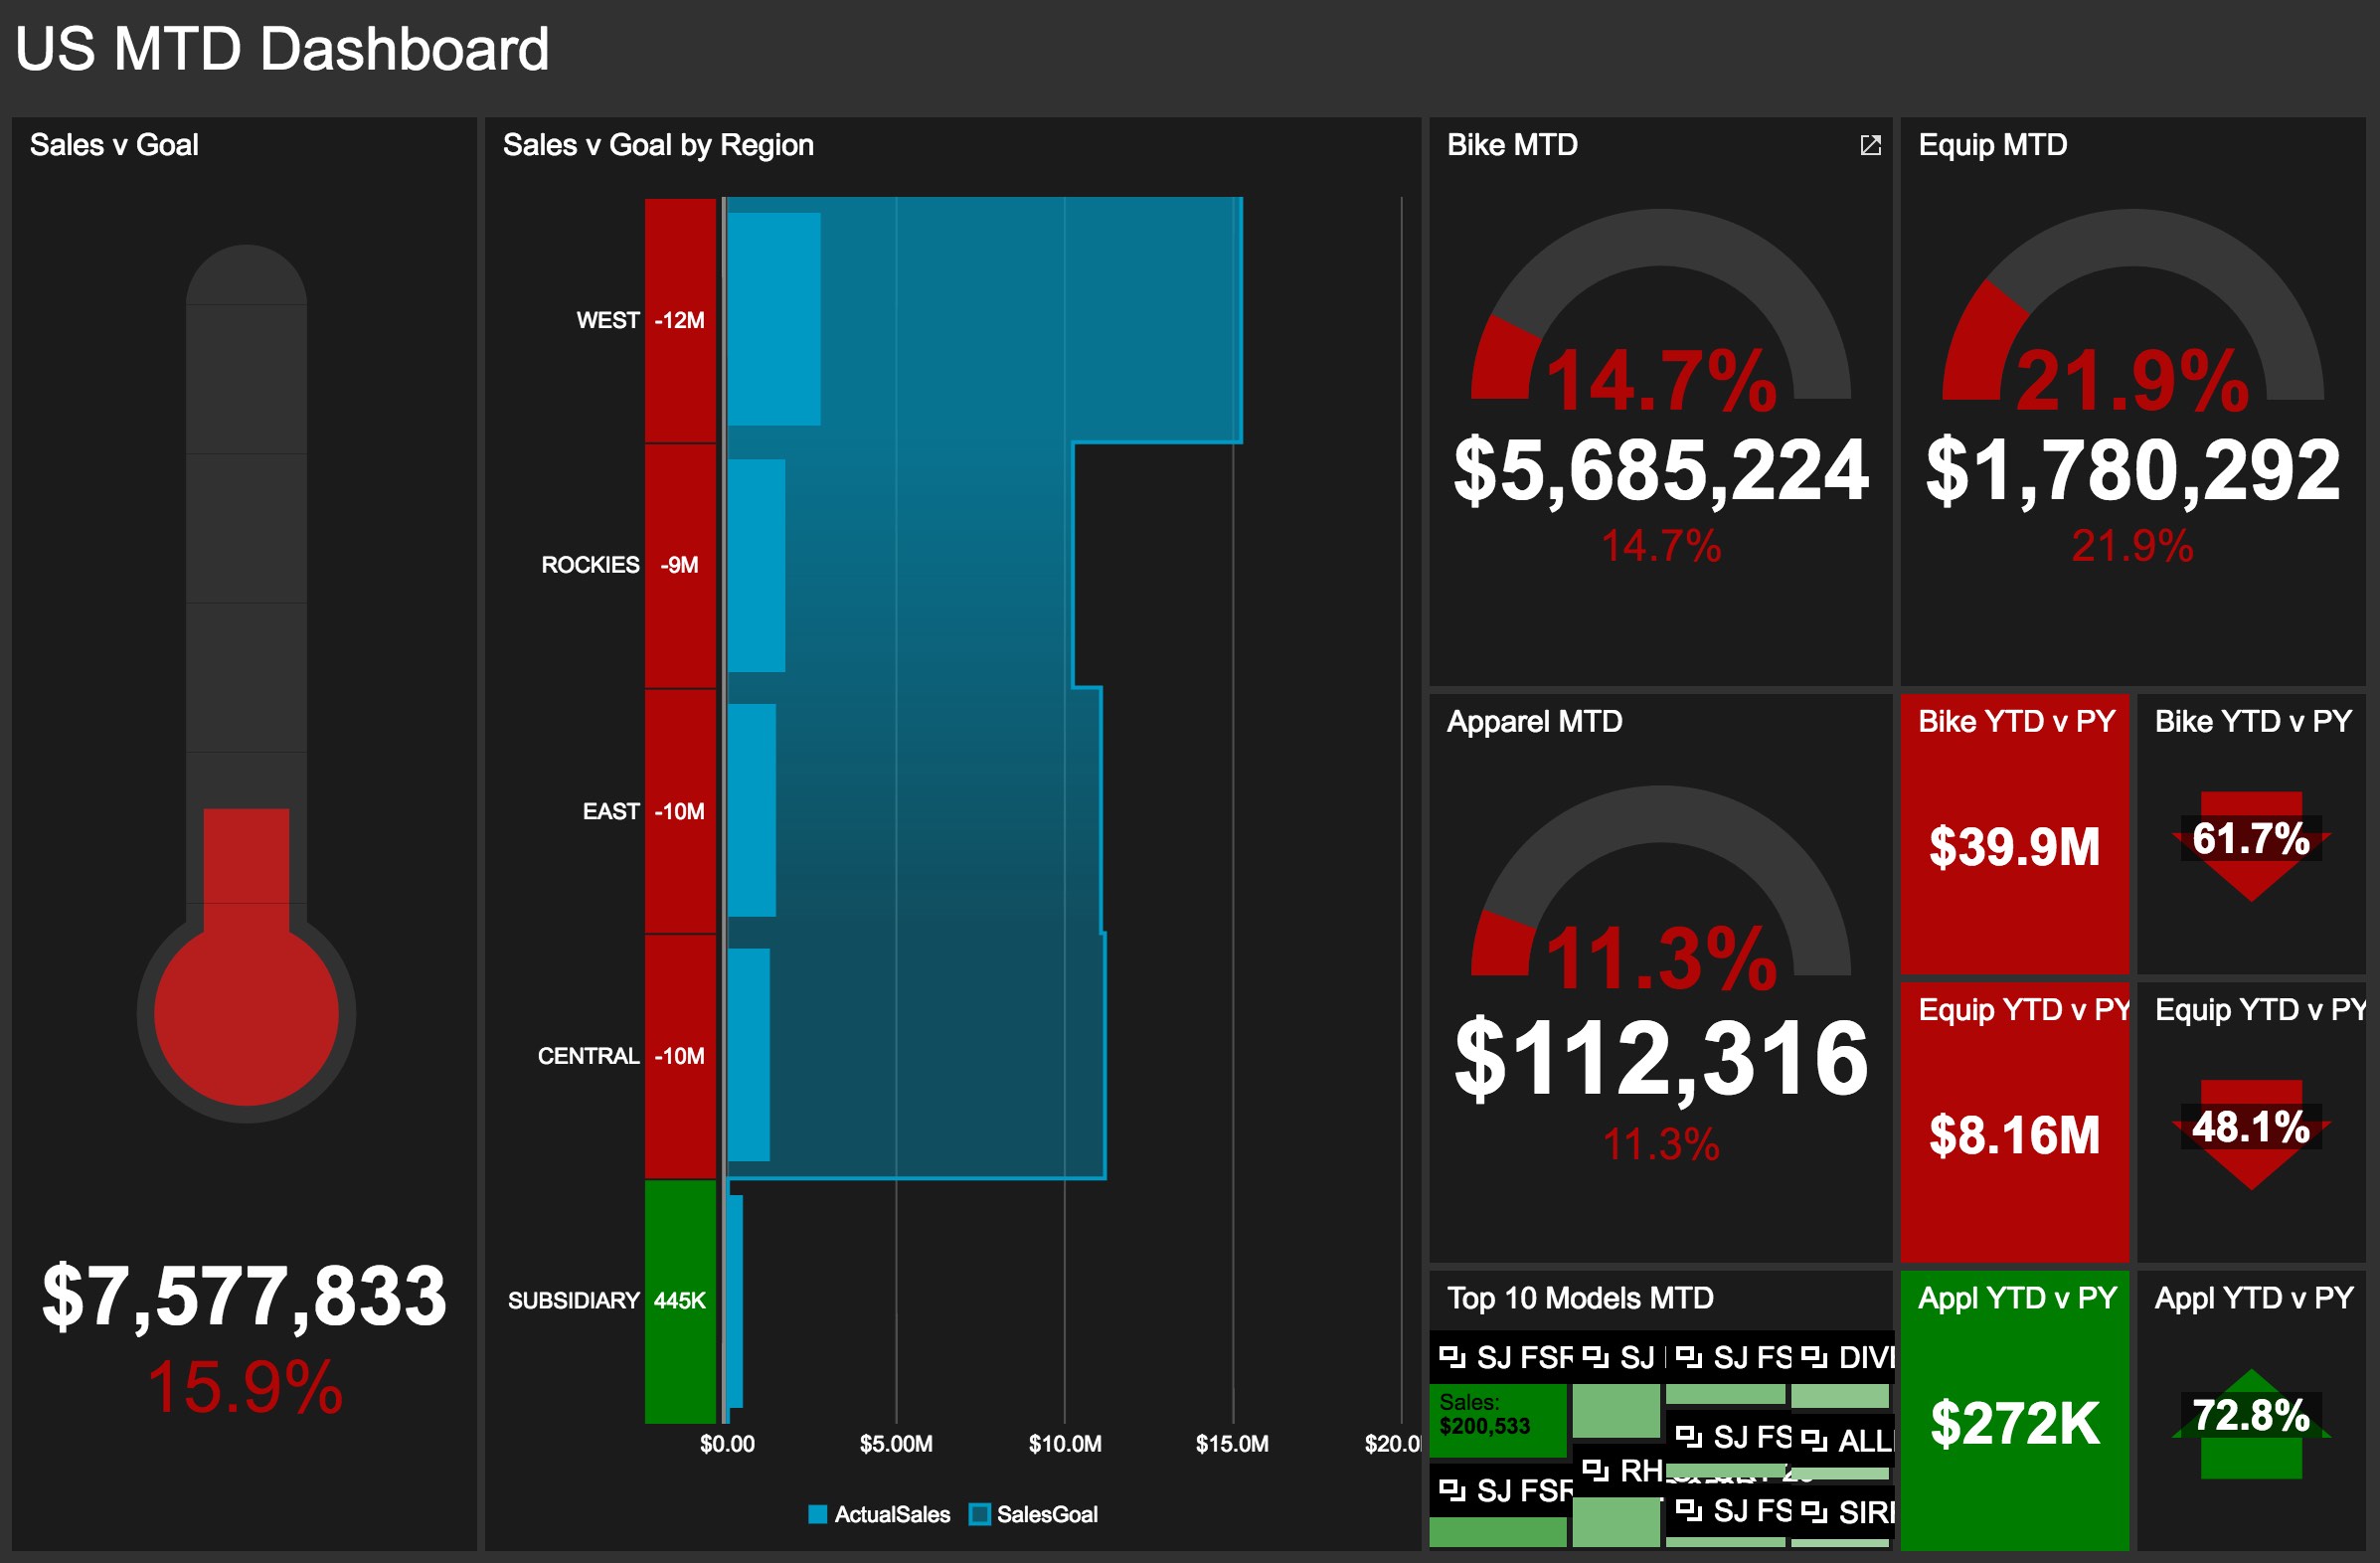 US MTD Dashboard
Sales v Goal
$7,577,833
15.9%
Sales v Goal by Region
WEST -12M
ROCKIES -9M
EAST -10M
CENTRAL -10M
SUBSIDIARY 445K
$0.00 $5.00M $10.0M $15.0M $20.0
ActualSales SalesGoal
Bike MTD
14.7%
$5,685,224
14.7%
Equip MTD
21.9%
$1,780,292
21.9%
Apparel MTD
11.3%
$112,316
11.3%
Bike YTD v PY
$39.9M
Bike YTD v PY
61.7%
Equip YTD v PY
$8.16M
Equip YTD v PY
48.1%
Top 10 Models MTD
SJ FSR SJ SJ FS
Sales:
$200,533
SJ FS ALL
RH
SJ FSR SJ FS
Appl YTD v PY
$272K
Appl YTD v PY
72.8%